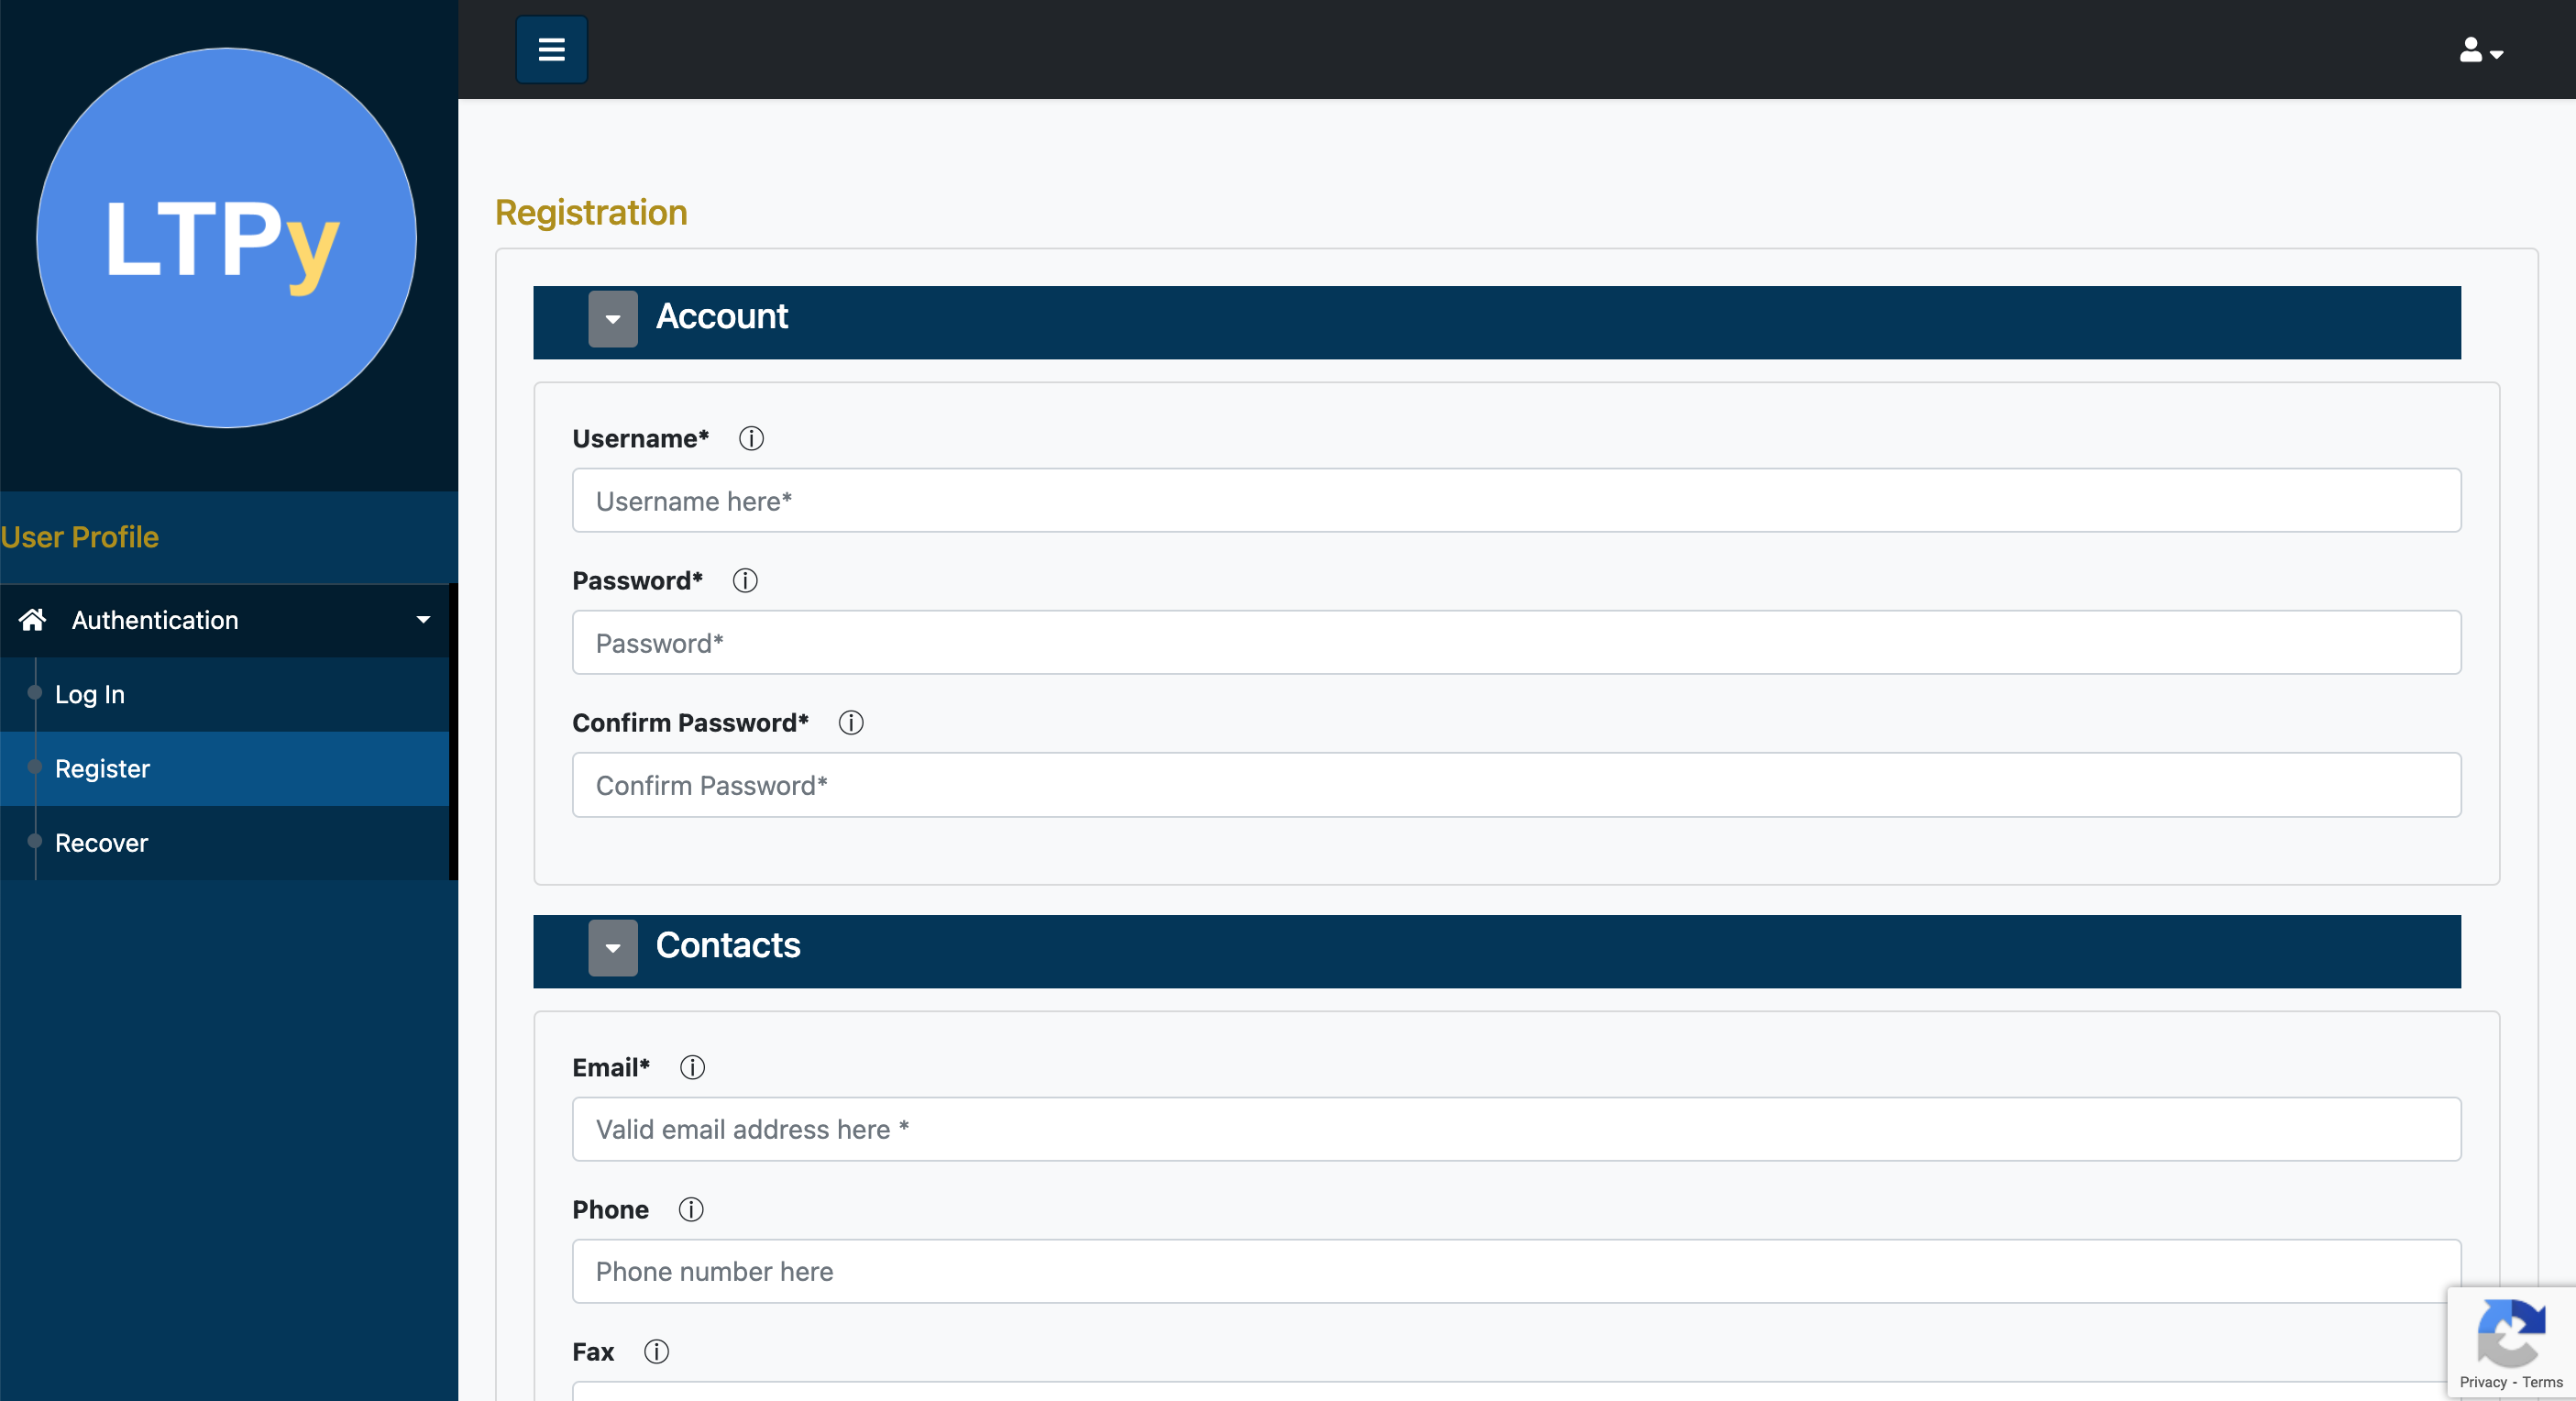 LTPy
User Profile
Authentication
Log In
Register
Recover
Registration
Account
Username*
Username here*
Password*
Password*
Confirm Password*
Confirm Password*
Contacts
Email*
Valid email address here *
Phone
Phone number here
Fax
Privacy - Terms